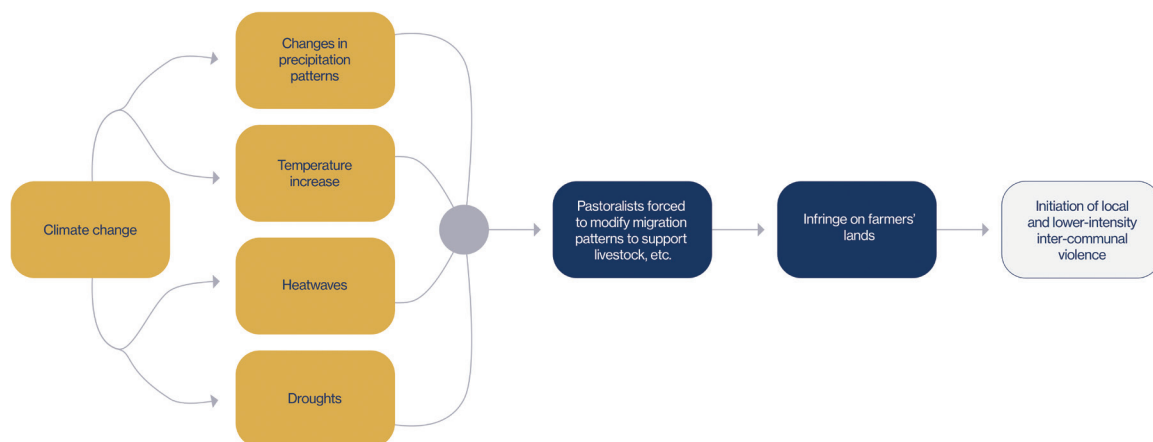 Changes in
precipitation
patterns
Temperature
increase
Climate change
Heatwaves
Droughts
Pastoralists forced
to modify migration
patterns to support
livestock, etc.
Infringe on farmers'
lands
Initiation of local
and lower-intensity
inter-communal
violence